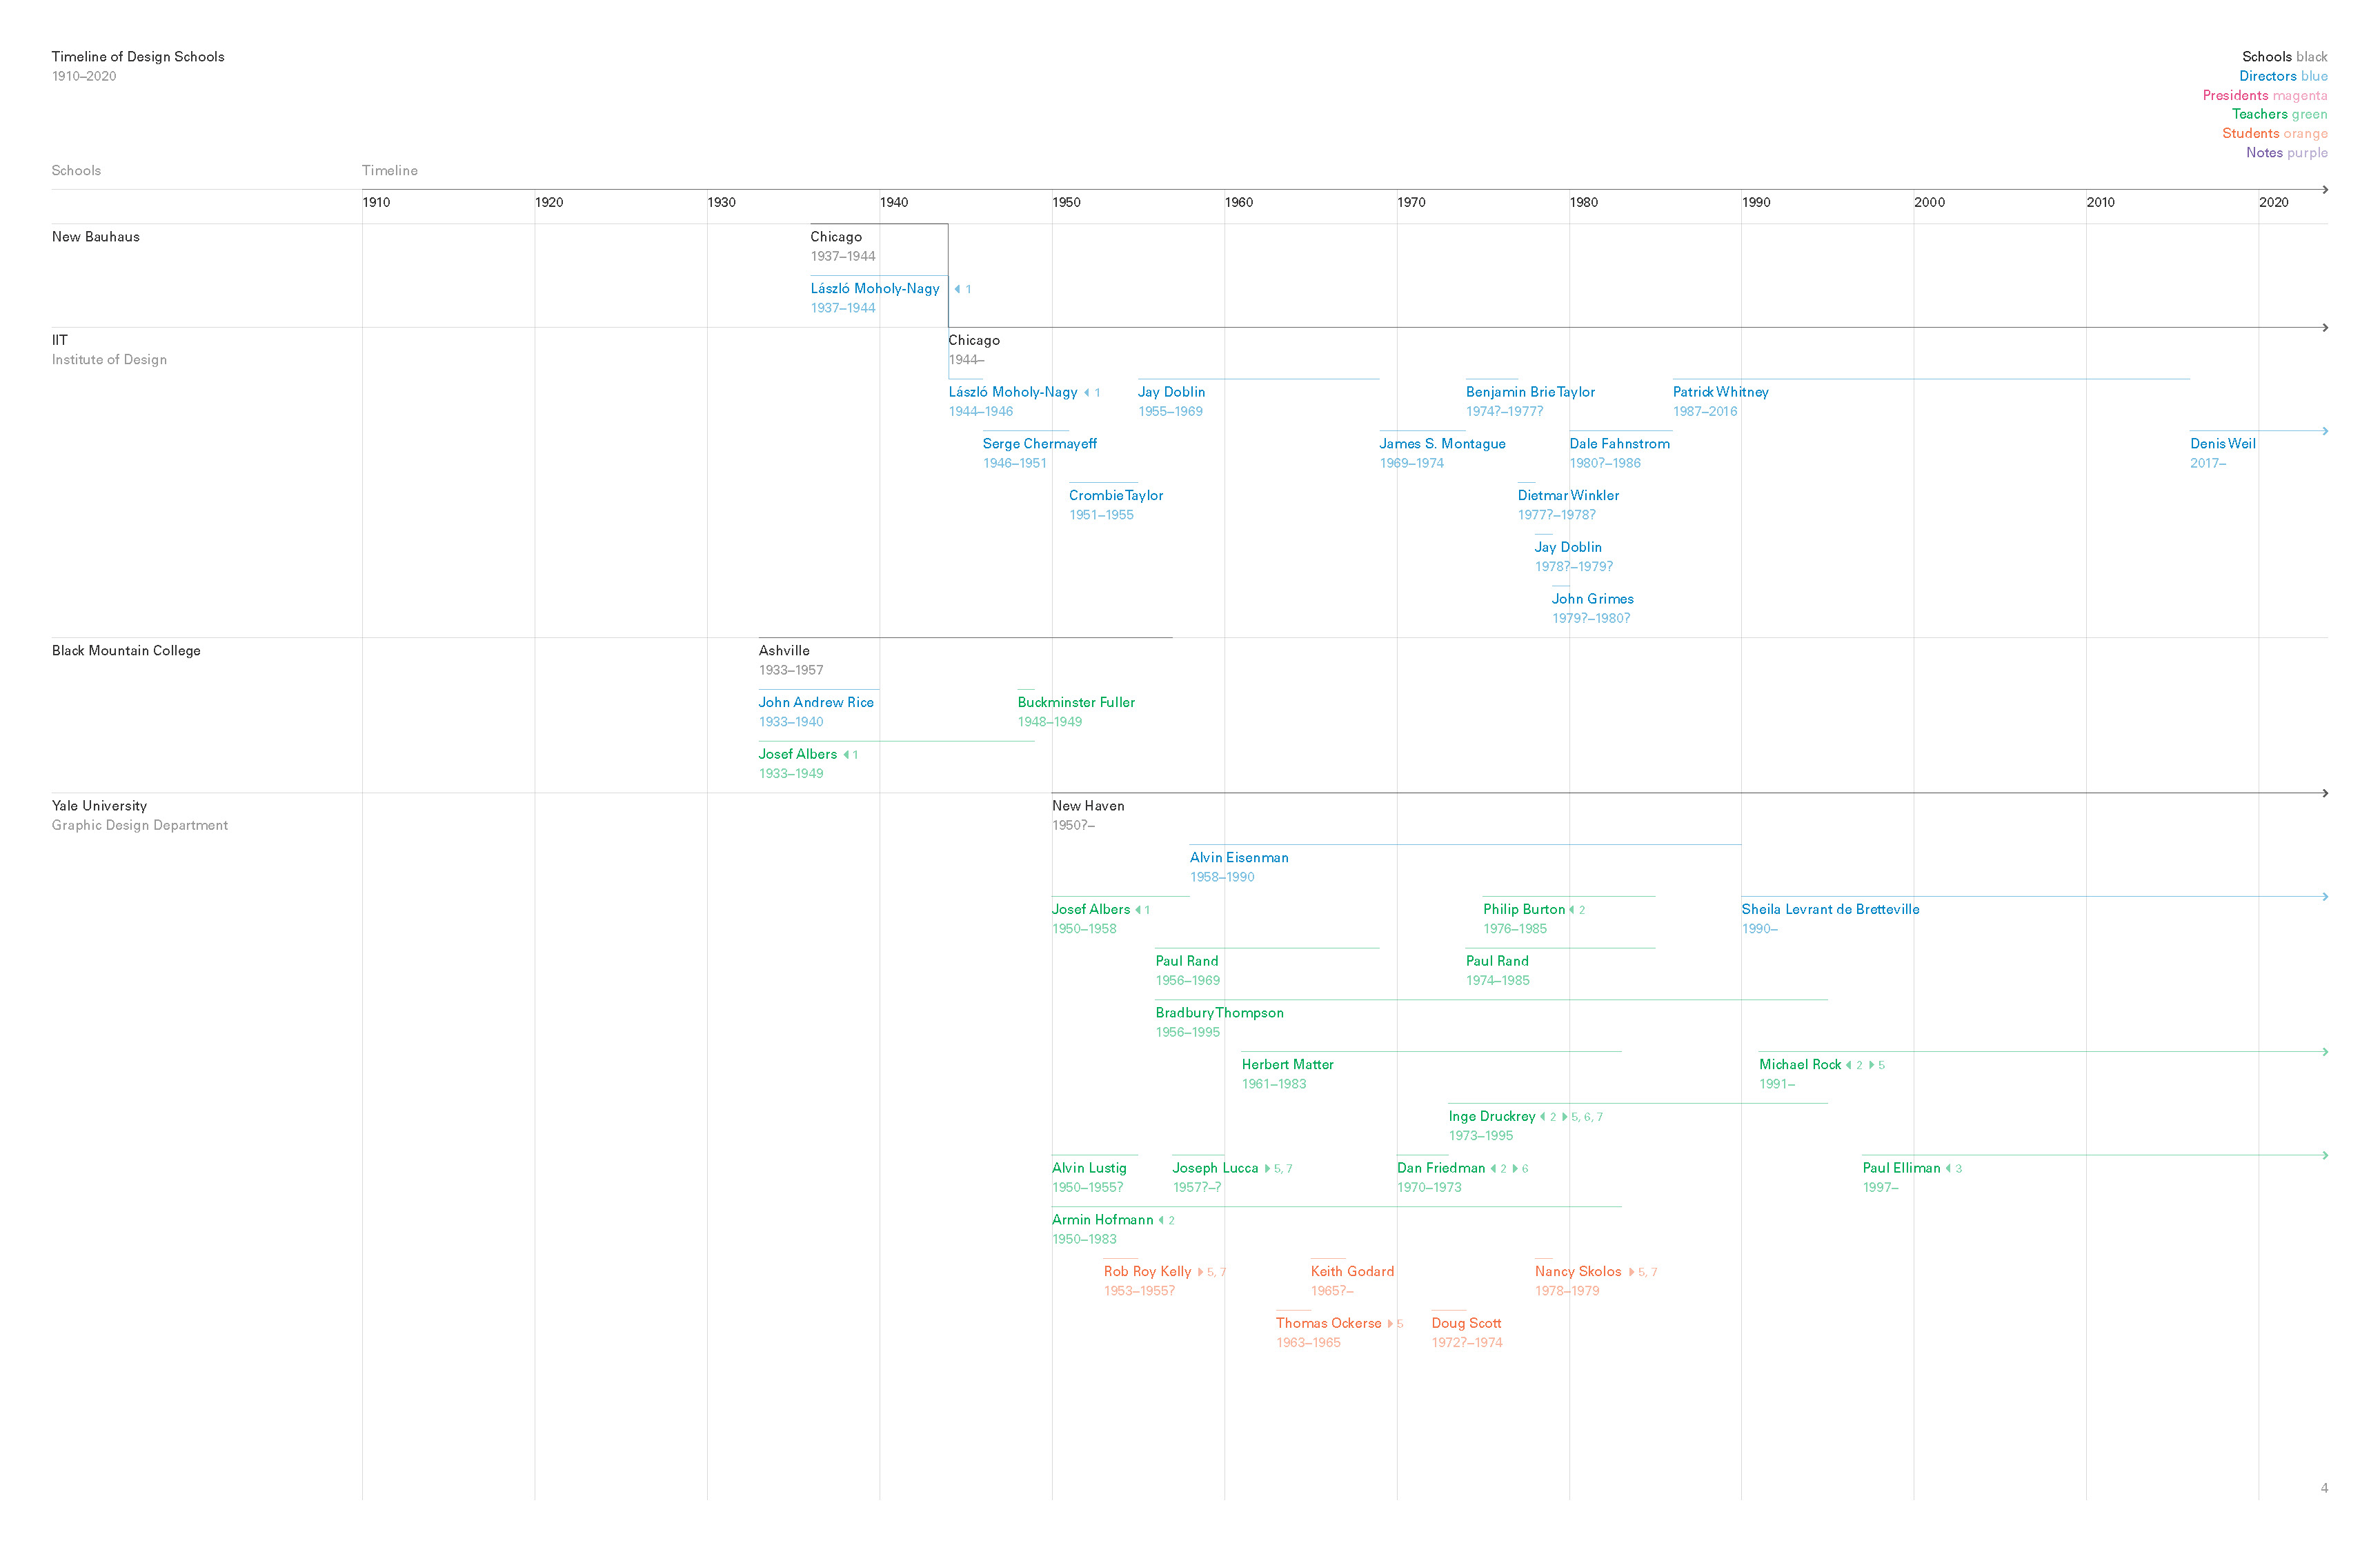 Timeline of Design Schools
1910–2020
Schools black
Directors blue
Presidents magenta
Teachers green
Students orange
Notes purple
Schools
Timeline
1910
1920
1930
1940
1950
1960
1970
1980
1990
2000
2010
2020
New Bauhaus
Chicago
1937–1944
László Moholy-Nagy ◀ 1
1937–1944
IIT
Institute of Design
Chicago
1944–
László Moholy-Nagy ◀ 1
1944–1946
Jay Doblin
1955–1969
Benjamin Brie Taylor
1974?–1977?
Patrick Whitney
1987–2016
Serge Chermayeff
1946–1951
James S. Montague
1969–1974
Dale Fahnstrom
1980?–1986
Denis Weil
2017–
Crombie Taylor
1951–1955
Dietmar Winkler
1977?–1978?
Jay Doblin
1978?–1979?
John Grimes
1979?–1980?
Black Mountain College
Ashville
1933–1957
John Andrew Rice
1933–1940
Buckminster Fuller
1948–1949
Josef Albers ◀ 1
1933–1949
Yale University
Graphic Design Department
New Haven
1950?–
Alvin Eisenman
1958–1990
Josef Albers ◀ 1
1950–1958
Philip Burton ◀ 2
1976–1985
Sheila Levrant de Bretteville
1990–
Paul Rand
1956–1969
Paul Rand
1974–1985
Bradbury Thompson
1956–1995
Herbert Matter
1961–1983
Michael Rock ◀ 2 ▶ 5
1991–
Inge Druckrey ◀ 2 ▶ 5, 6, 7
1973–1995
Alvin Lustig
1950–1955?
Joseph Lucca ▶ 5, 7
1957?–?
Dan Friedman ◀ 2 ▶ 6
1970–1973
Paul Elliman ◀ 3
1997–
Armin Hofmann ◀ 2
1950–1983
Rob Roy Kelly ▶ 5, 7
1953–1955?
Keith Godard
1965?–
Nancy Skolos ▶ 5, 7
1978–1979
Thomas Ockerse ▶ 5
1963–1965
Doug Scott
1972?–1974
4